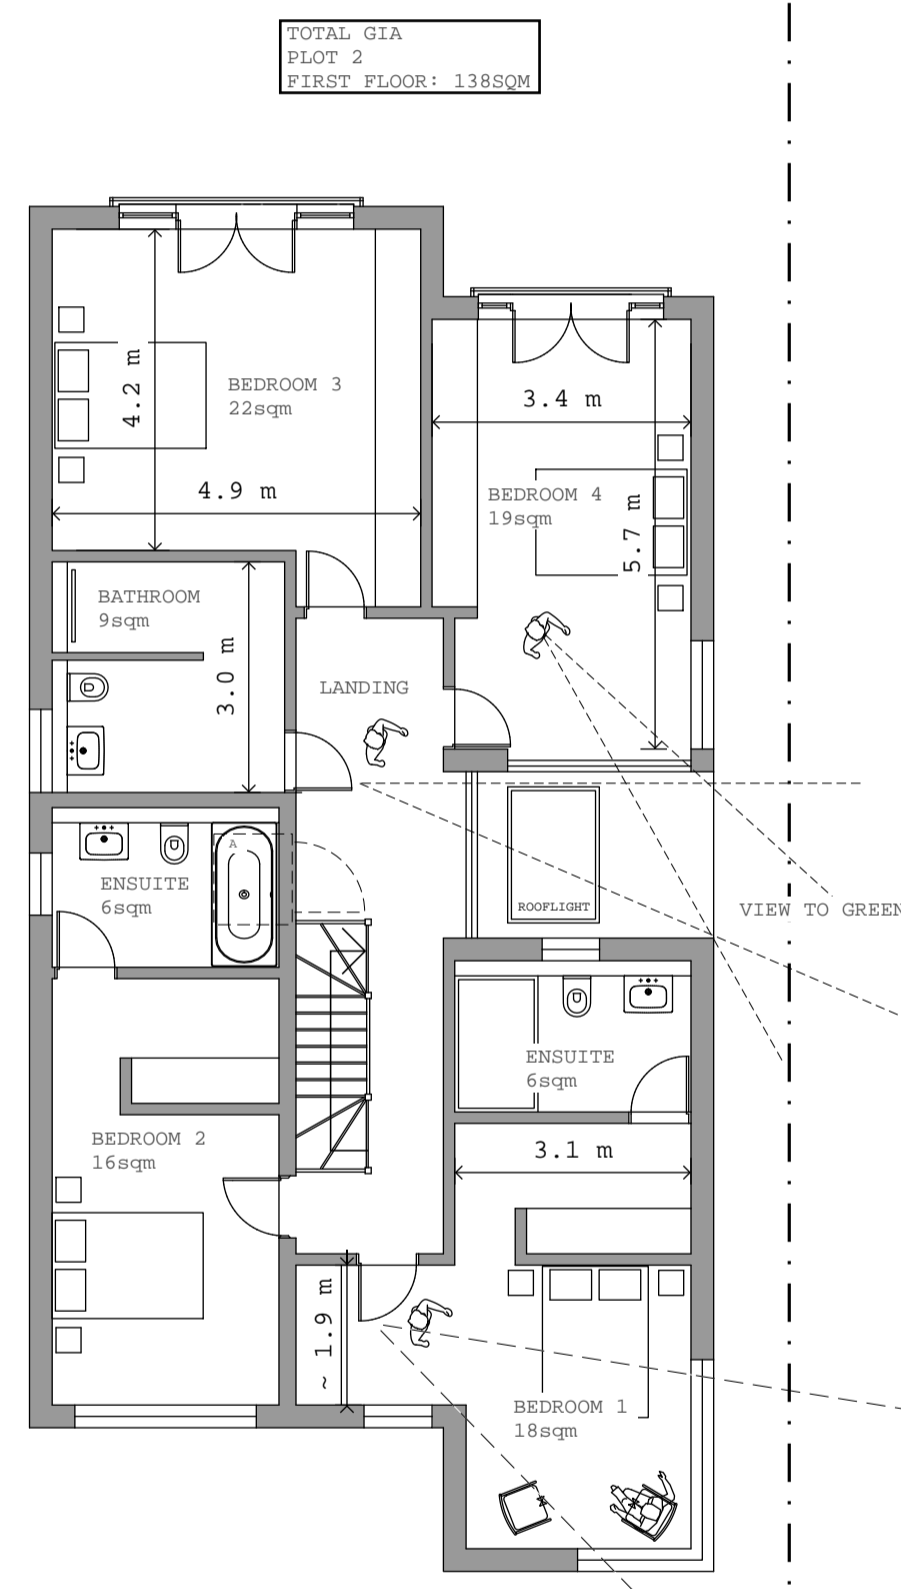 TOTAL GIA
PLOT 2
FIRST FLOOR: 138SQM
4.2 m
BEDROOM 3
22sqm
4.9 m
3.4 m
BEDROOM 4
19sqm
5.7 m
BATHROOM
9sqm
3.0 m
LANDING
A
ENSUITE
6sqm
ROOFLIGHT
VIEW TO GREEN
ENSUITE
6sqm
BEDROOM 2
16sqm
3.1 m
~ 1.9 m
BEDROOM 1
18sqm